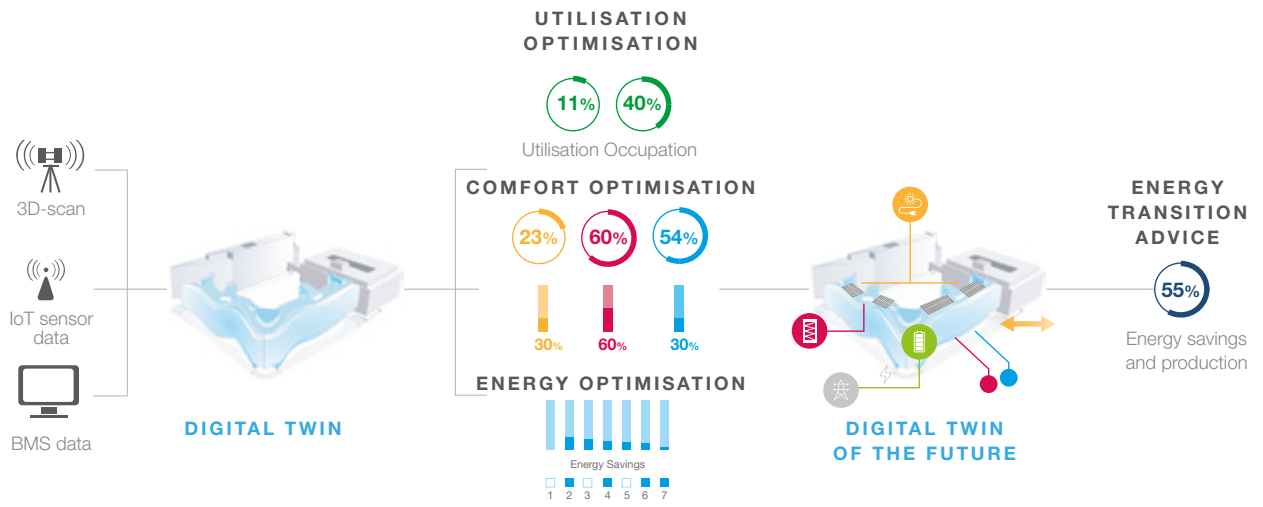 UTILISATION
OPTIMISATION
11%
40%
Utilisation Occupation
3D-scan
IoT sensor
data
BMS data
DIGITAL TWIN
COMFORT OPTIMISATION
23%
60%
54%
30%
60%
30%
ENERGY OPTIMISATION
Energy Savings
1 2 3 4 5 6 7
DIGITAL TWIN
OF THE FUTURE
ENERGY
TRANSITION
ADVICE
55%
Energy savings
and production